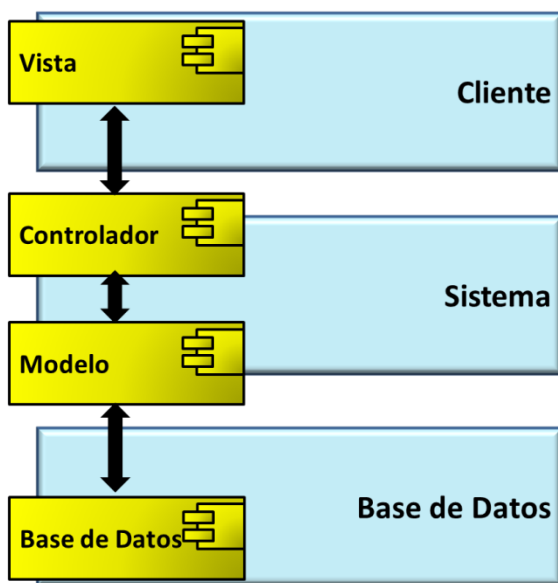 Vista
Cliente
Controlador
Sistema
Modelo
Base de Datos
Base de Datos